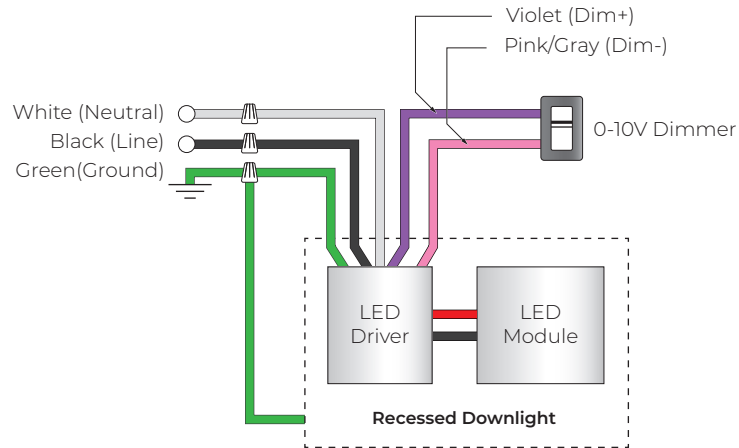 Violet (Dim+)
Pink/Gray (Dim-)
White (Neutral)
Black (Line)
Green(Ground)
0-10V Dimmer
LED
Driver
LED
Module
Recessed Downlight